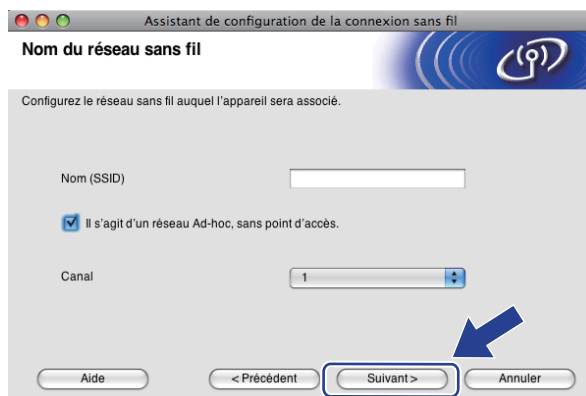 Assistant de configuration de la connexion sans fil
Nom du réseau sans fil
Configurez le réseau sans fil auquel l'appareil sera associé.
Nom (SSID)
Il s'agit d'un réseau Ad-hoc, sans point d'accès.
Canal 1
Aide < Précédent Suivant > Annuler